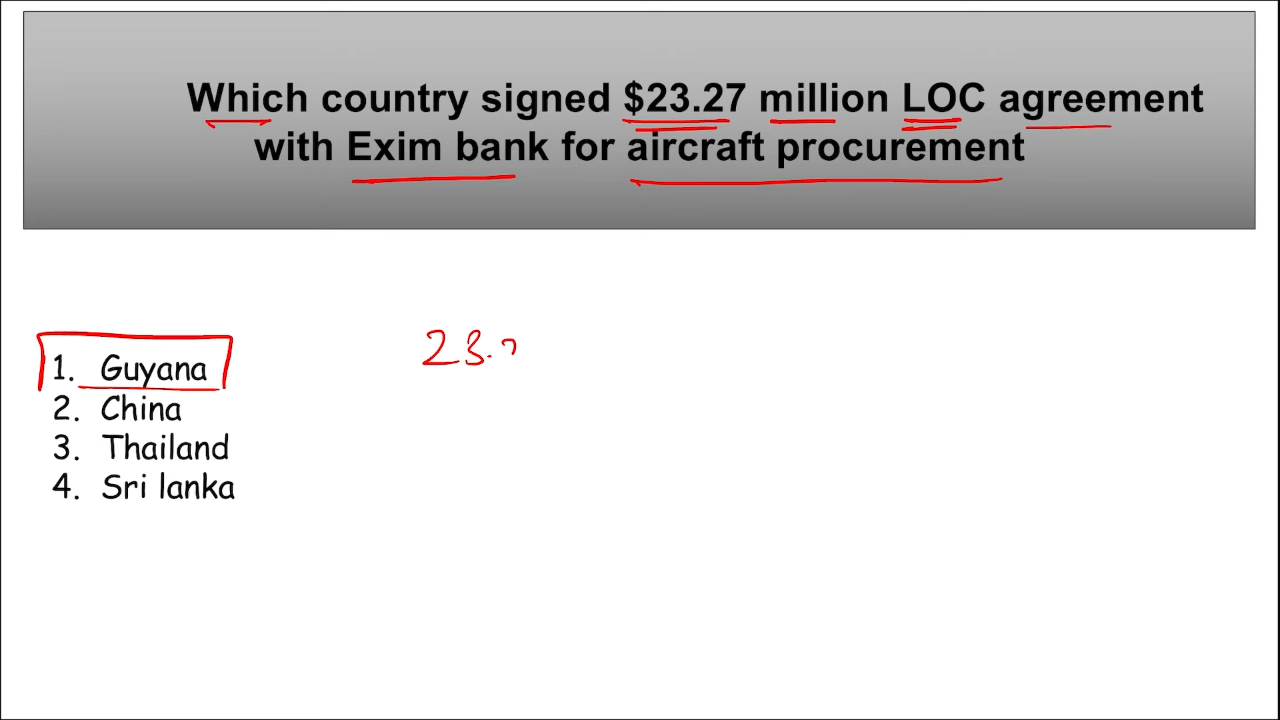 Which country signed $23.27 million LOC agreement
with Exim bank for aircraft procurement
1. Guyana
23.2
2. China
3. Thailand
4. Sri lanka